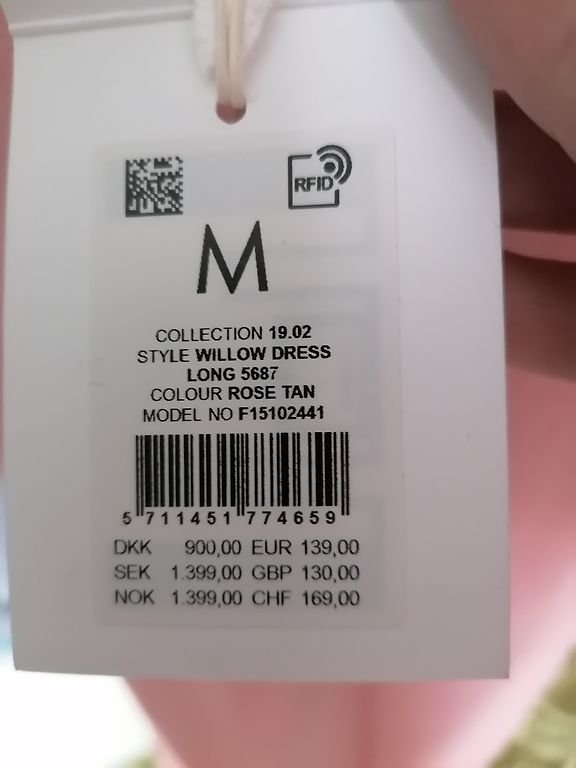 RFID
M
COLLECTION 19.02
STYLE WILLOW DRESS
LONG 5687
COLOUR ROSE TAN
MODEL NO F15102441
5 711451 774659
DKK 900,00 EUR 139,00
SEK 1.399,00 GBP 130,00
NOK 1.399,00 CHF 169,00